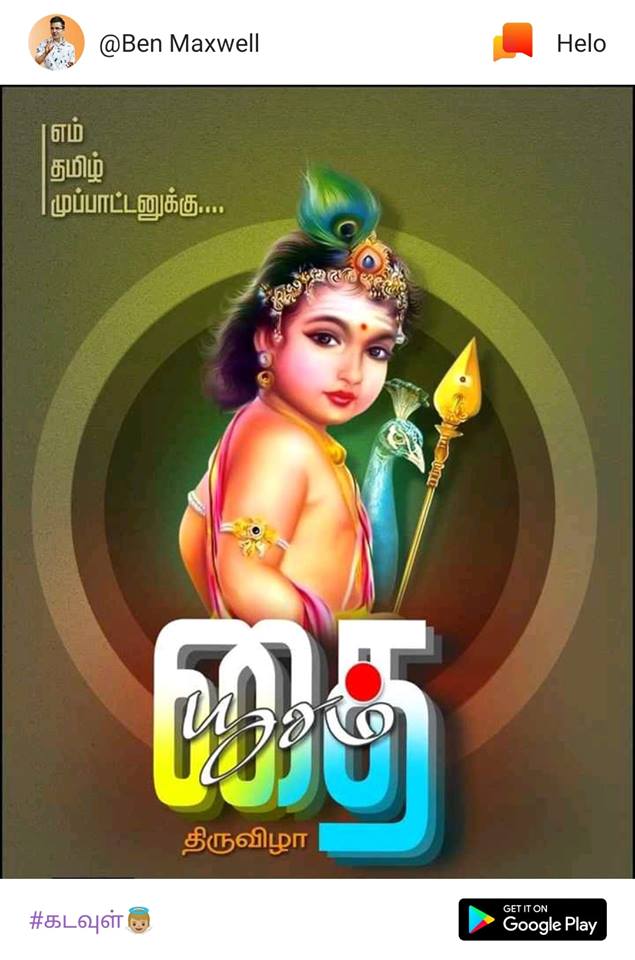 @Ben Maxwell
Helo
எம்
தமிழ்
முப்பாட்டனுக்கு....
தை
பூசம்
திருவிழா
#கடவுள்
GET IT ON
Google Play